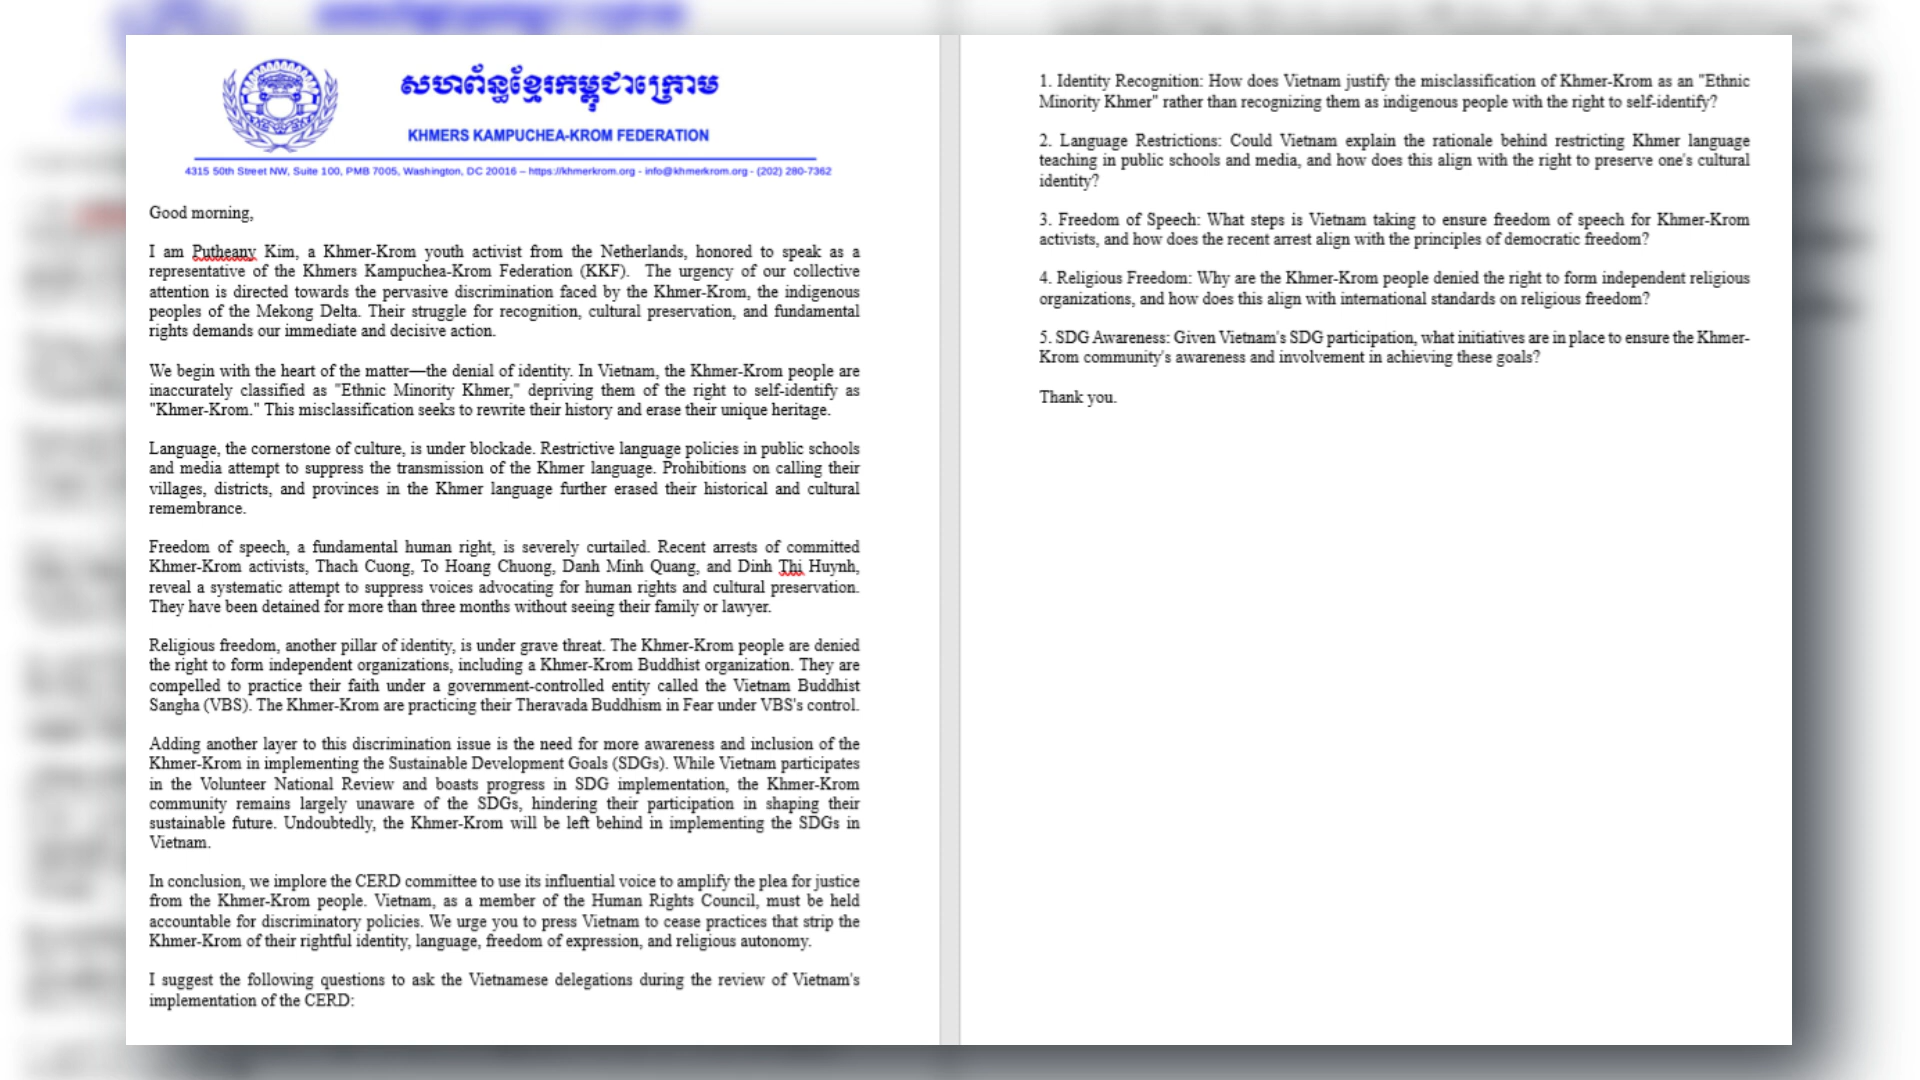 សហព័ន្ធខ្មែរកម្ពុជាក្រោម
KHMERS KAMPUCHEA-KROM FEDERATION
4315 50th Street NW, Suite 100, PMB 7005, Washington, DC 20016 – https://khmerkrom.org - info@khmerkrom.org - (202) 280-7362
Good morning,
I am Putheany Kim, a Khmer-Krom youth activist from the Netherlands, honored to speak as a
representative of the Khmers Kampuchea-Krom Federation (KKF). The urgency of our collective
attention is directed towards the pervasive discrimination faced by the Khmer-Krom, the indigenous
peoples of the Mekong Delta. Their struggle for recognition, cultural preservation, and fundamental
rights demands our immediate and decisive action.
We begin with the heart of the matter—the denial of identity. In Vietnam, the Khmer-Krom people are
inaccurately classified as "Ethnic Minority Khmer," depriving them of the right to self-identify as
"Khmer-Krom." This misclassification seeks to rewrite their history and erase their unique heritage.
Language, the cornerstone of culture, is under blockade. Restrictive language policies in public schools
and media attempt to suppress the transmission of the Khmer language. Prohibitions on calling their
villages, districts, and provinces in the Khmer language further erased their historical and cultural
remembrance.
Freedom of speech, a fundamental human right, is severely curtailed. Recent arrests of committed
Khmer-Krom activists, Thach Cuong, To Hoang Chuong, Danh Minh Quang, and Dinh Thi Huynh,
reveal a systematic attempt to suppress voices advocating for human rights and cultural preservation.
They have been detained for more than three months without seeing their family or lawyer.
Religious freedom, another pillar of identity, is under grave threat. The Khmer-Krom people are denied
the right to form independent organizations, including a Khmer-Krom Buddhist organization. They are
compelled to practice their faith under a government-controlled entity called the Vietnam Buddhist
Sangha (VBS). The Khmer-Krom are practicing their Theravada Buddhism in Fear under VBS's control.
Adding another layer to this discrimination issue is the need for more awareness and inclusion of the
Khmer-Krom in implementing the Sustainable Development Goals (SDGs). While Vietnam participates
in the Volunteer National Review and boasts progress in SDG implementation, the Khmer-Krom
community remains largely unaware of the SDGs, hindering their participation in shaping their
sustainable future. Undoubtedly, the Khmer-Krom will be left behind in implementing the SDGs in
Vietnam.
In conclusion, we implore the CERD committee to use its influential voice to amplify the plea for justice
from the Khmer-Krom people. Vietnam, as a member of the Human Rights Council, must be held
accountable for discriminatory policies. We urge you to press Vietnam to cease practices that strip the
Khmer-Krom of their rightful identity, language, freedom of expression, and religious autonomy.
I suggest the following questions to ask the Vietnamese delegations during the review of Vietnam's
implementation of the CERD:
1. Identity Recognition: How does Vietnam justify the misclassification of Khmer-Krom as an "Ethnic
Minority Khmer" rather than recognizing them as indigenous people with the right to self-identify?
2. Language Restrictions: Could Vietnam explain the rationale behind restricting Khmer language
teaching in public schools and media, and how does this align with the right to preserve one's cultural
identity?
3. Freedom of Speech: What steps is Vietnam taking to ensure freedom of speech for Khmer-Krom
activists, and how does the recent arrest align with the principles of democratic freedom?
4. Religious Freedom: Why are the Khmer-Krom people denied the right to form independent religious
organizations, and how does this align with international standards on religious freedom?
5. SDG Awareness: Given Vietnam's SDG participation, what initiatives are in place to ensure the Khmer-
Krom community's awareness and involvement in achieving these goals?
Thank you.